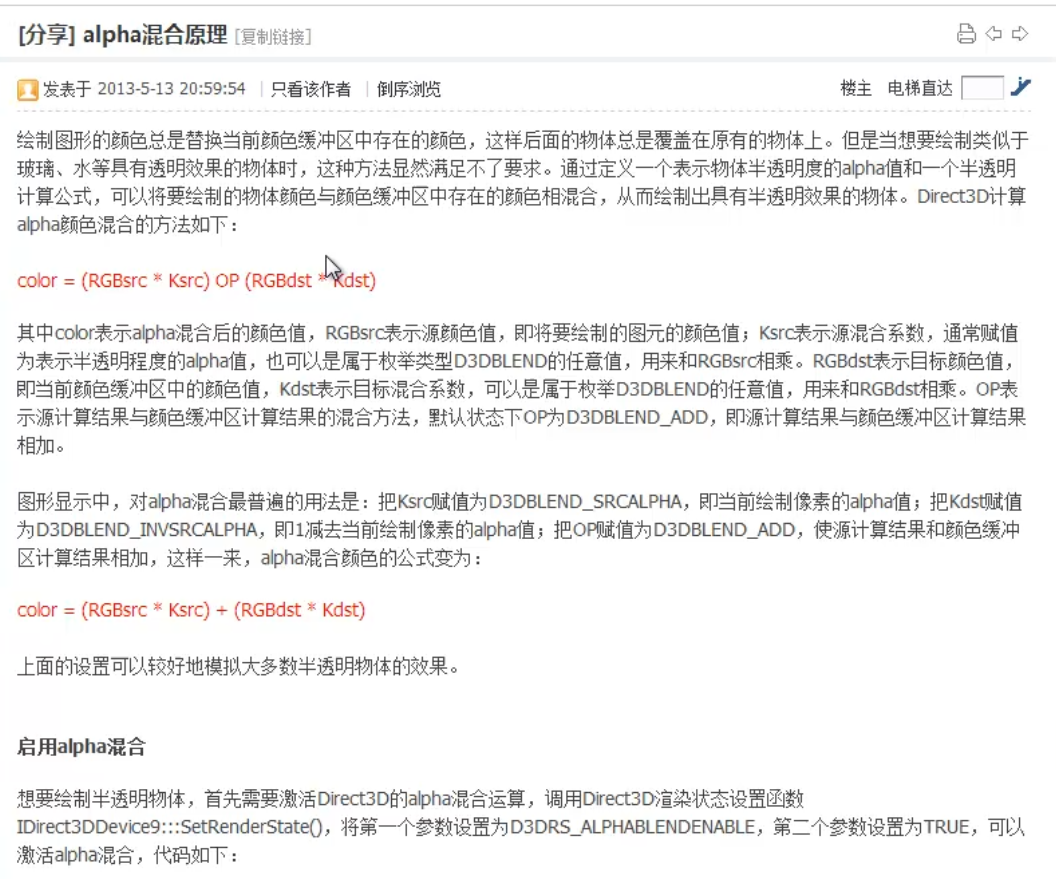 [分享] alpha混合原理 [复制链接]
发表于 2013-5-13 20:59:54 | 只看该作者 | 倒序浏览 楼主 电梯直达
绘制图形的颜色总是替换当前颜色缓冲区中存在的颜色，这样后面的物体总是覆盖在原有的物体上。但是当想要绘制类似于
玻璃、水等具有透明效果的物体时，这种方法显然满足不了要求。通过定义一个表示物体半透明度的alpha值和一个半透明
计算公式，可以将要绘制的物体颜色与颜色缓冲区中存在的颜色相混合，从而绘制出具有半透明效果的物体。Direct3D计算
alpha颜色混合的方法如下：
color = (RGBsrc * Ksrc) OP (RGBdst * Kdst)
其中color表示alpha混合后的颜色值，RGBsrc表示源颜色值，即将要绘制的图元的颜色值；Ksrc表示源混合系数，通常赋值
为表示半透明程度的alpha值，也可以是属于枚举类型D3DBLEND的任意值，用来和RGBsrc相乘。RGBdst表示目标颜色值，
即当前颜色缓冲区中的颜色值，Kdst表示目标混合系数，可以是属于枚举D3DBLEND的任意值，用来和RGBdst相乘。OP表
示源计算结果与颜色缓冲区计算结果的混合方法，默认状态下OP为D3DBLEND_ADD，即源计算结果与颜色缓冲区计算结果
相加。
图形显示中，对alpha混合最普遍的用法是：把Ksrc赋值为D3DBLEND_SRCALPHA，即当前绘制像素的alpha值；把Kdst赋值
为D3DBLEND_INVSRCALPHA，即1减去当前绘制像素的alpha值；把OP赋值为D3DBLEND_ADD，使源计算结果和颜色缓冲
区计算结果相加，这样一来，alpha混合颜色的公式变为：
color = (RGBsrc * Ksrc) + (RGBdst * Kdst)
上面的设置可以较好地模拟大多数半透明物体的效果。
启用alpha混合
想要绘制半透明物体，首先需要激活Direct3D的alpha混合运算，调用Direct3D渲染状态设置函数
IDirect3DDevice9:::SetRenderState()，将第一个参数设置为D3DRS_ALPHABLENDENABLE，第二个参数设置为TRUE，可以
激活alpha混合，代码如下：